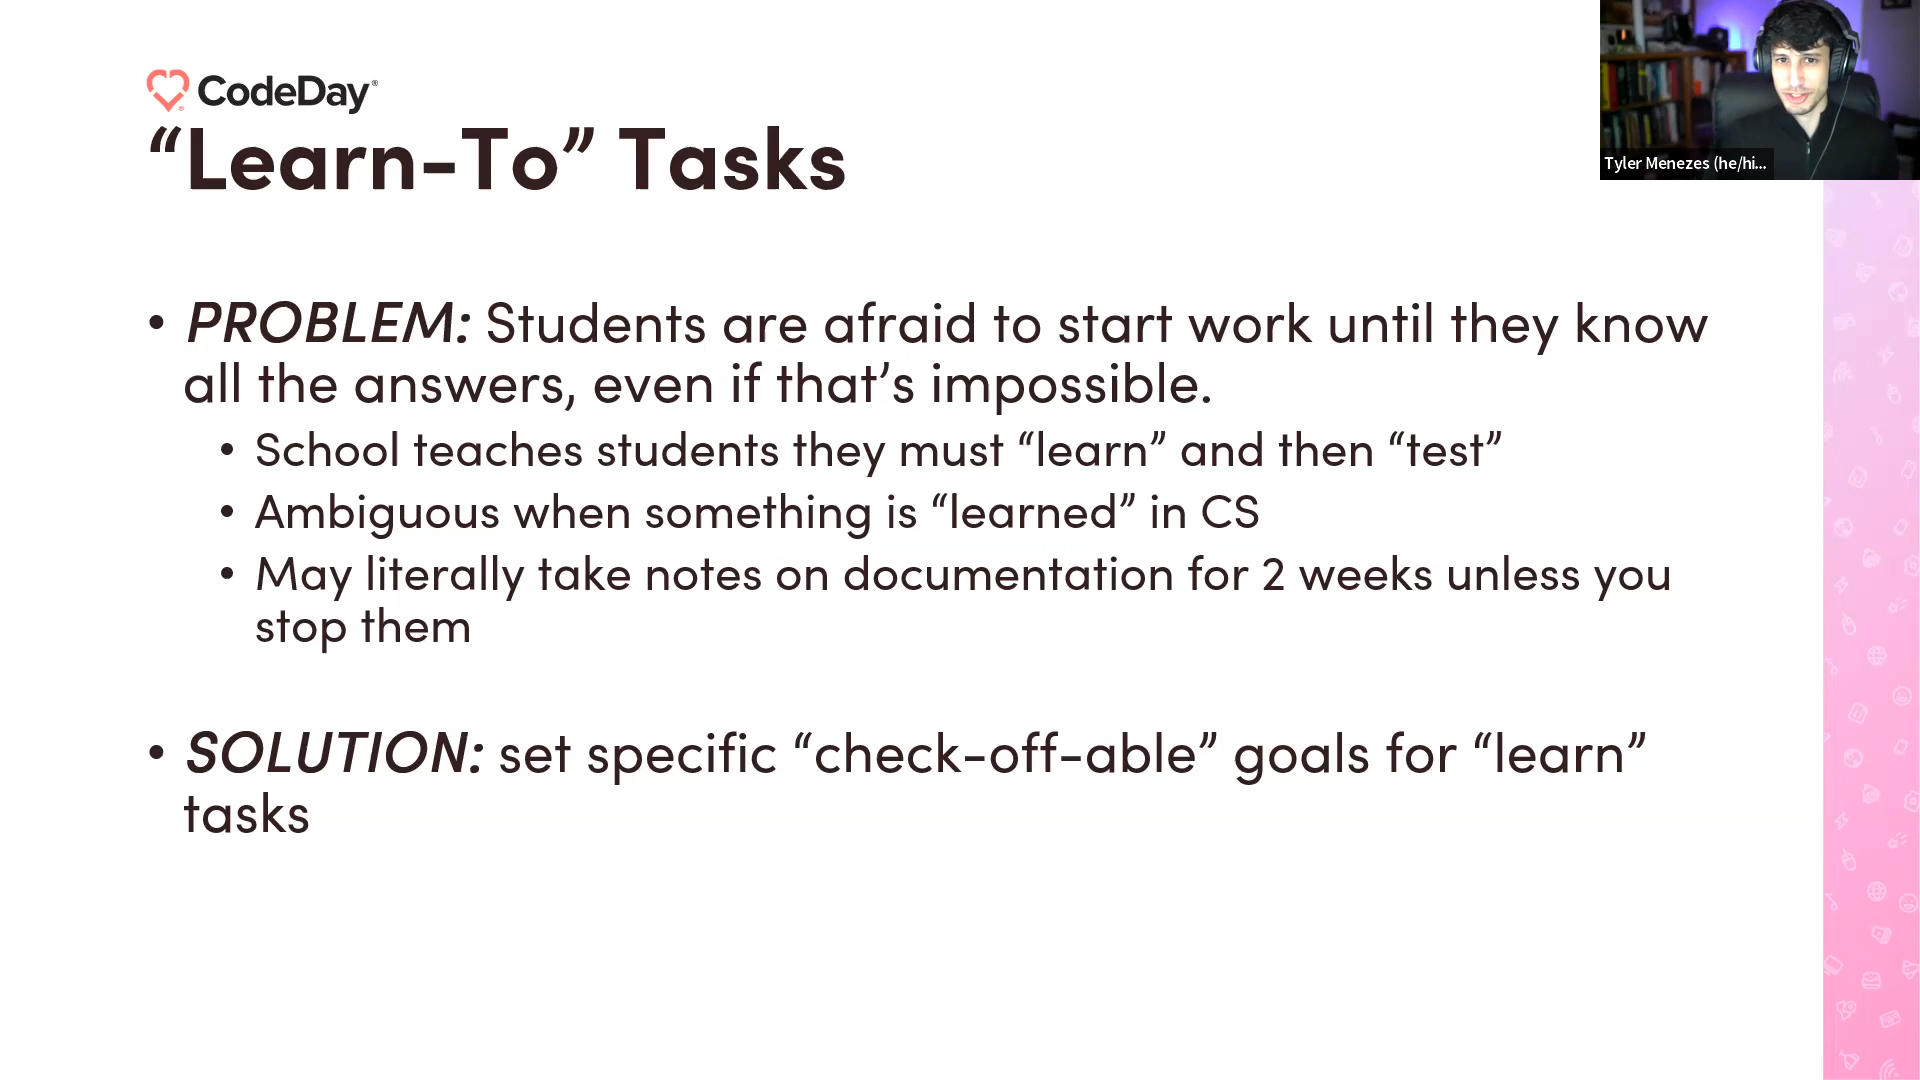 CodeDay®
“Learn-To” Tasks
Tyler Menezes (he/hi...
• PROBLEM: Students are afraid to start work until they know
all the answers, even if that’s impossible.
• School teaches students they must “learn” and then “test”
• Ambiguous when something is “learned” in CS
• May literally take notes on documentation for 2 weeks unless you
stop them
• SOLUTION: set specific “check-off-able” goals for “learn”
tasks